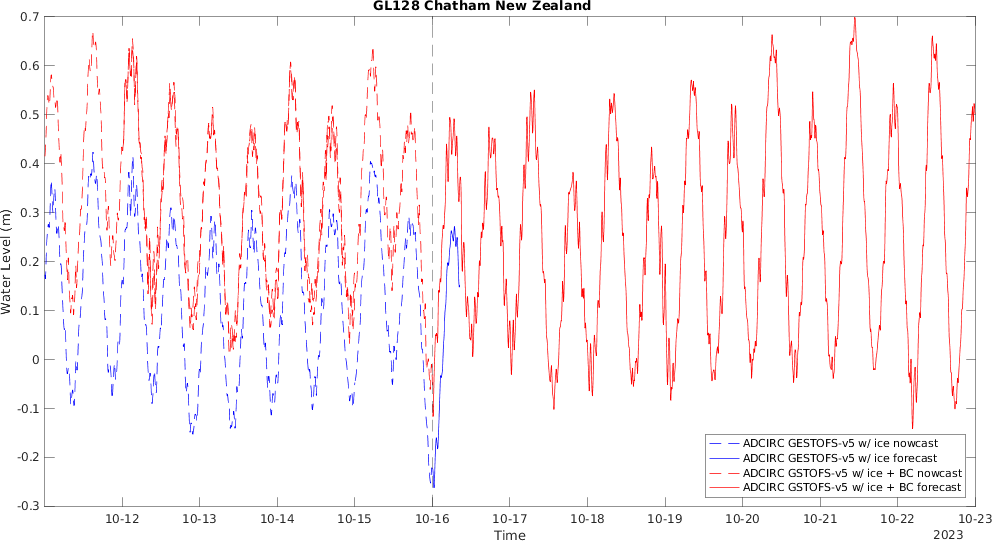 GL128 Chatham New Zealand
0.7
0.6
0.5
0.4
0.3
0.2
0.1
0
-0.1
-0.2
-0.3
Water Level (m)
ADCIRC GESTOFS-v5 w/ ice nowcast
ADCIRC GESTOFS-v5 w/ ice forecast
ADCIRC GSTOFS-v5 w/ ice + BC nowcast
ADCIRC GSTOFS-v5 w/ ice + BC forecast
10-12 10-13 10-14 10-15 10-16 10-17 10-18 10-19 10-20 10-21 10-22 10-23
Time
2023